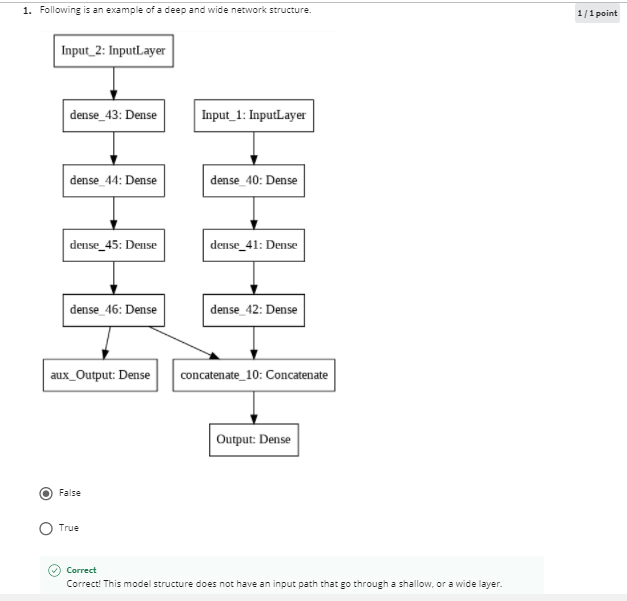 1. Following is an example of a deep and wide network structure.
1 / 1 point
Input_2: InputLayer
dense_43: Dense
Input_1: InputLayer
dense_44: Dense
dense_40: Dense
dense_45: Dense
dense_41: Dense
dense_46: Dense
dense_42: Dense
aux_Output: Dense
concatenate_10: Concatenate
Output: Dense
False
True
Correct
Correct! This model structure does not have an input path that go through a shallow, or a wide layer.